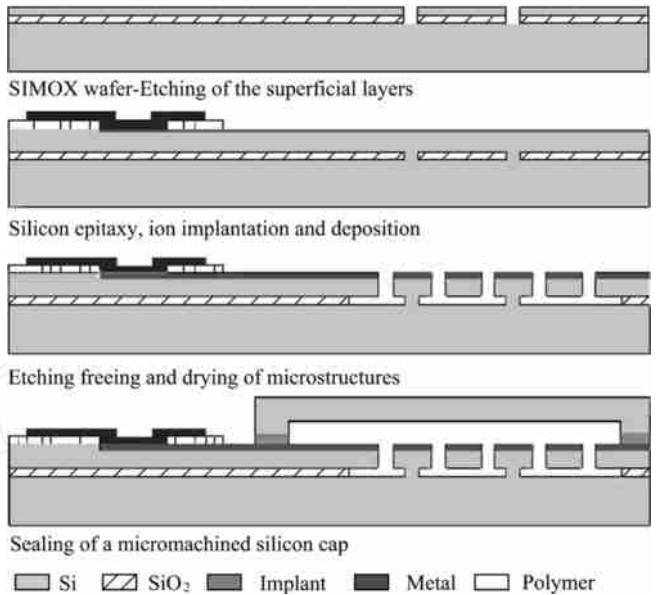 SIMOX wafer-Etching of the superficial layers
Silicon epitaxy, ion implantation and deposition
Etching freeing and drying of microstructures
Sealing of a micromachined silicon cap
Si SiO₂ Implant Metal Polymer